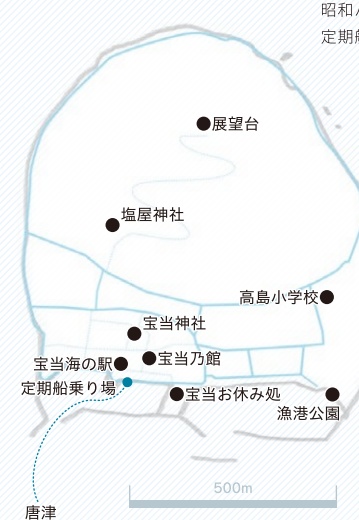 昭和
定期船
展望台
塩屋神社
高島小学校
宝当神社
宝当乃館
宝当海の駅
定期船乗り場
宝当お休み処
漁港公園
500m
唐津